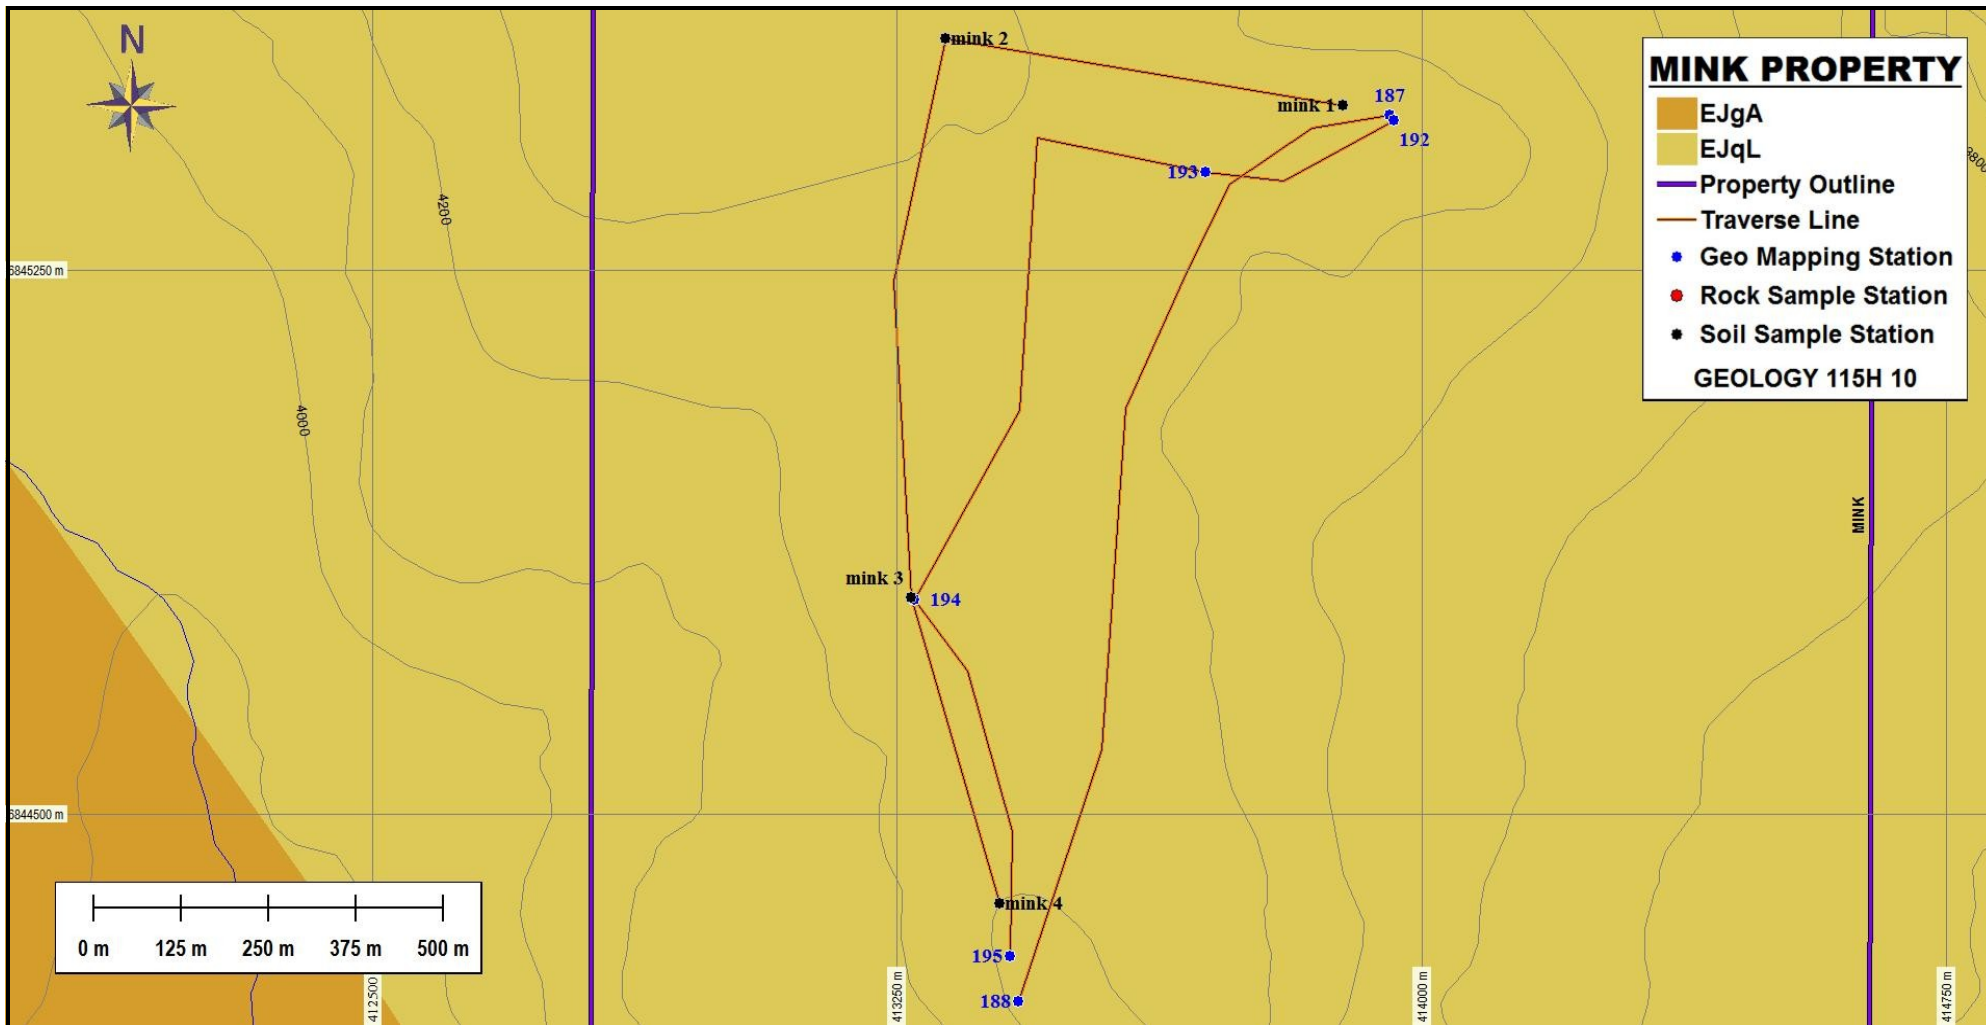 N
mink 2
mink 1
187
192
193
MINK PROPERTY
EJgA
EJqL
Property Outline
Traverse Line
Geo Mapping Station
Rock Sample Station
Soil Sample Station
GEOLOGY 115H 10
4200
6845250 m
4000
MINK
mink 3
194
6844500 m
mink 4
195
188
0 m 125 m 250 m 375 m 500 m
412500
413250 m
414000 m
414750 m